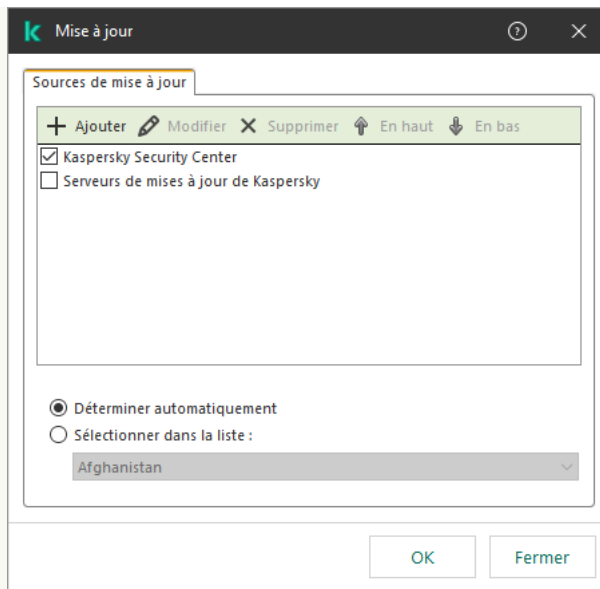 Mise à jour
Sources de mise à jour
Ajouter Modifier Supprimer En haut En bas
Kaspersky Security Center
Serveurs de mises à jour de Kaspersky
Déterminer automatiquement
Sélectionner dans la liste :
Afghanistan
OK Fermer